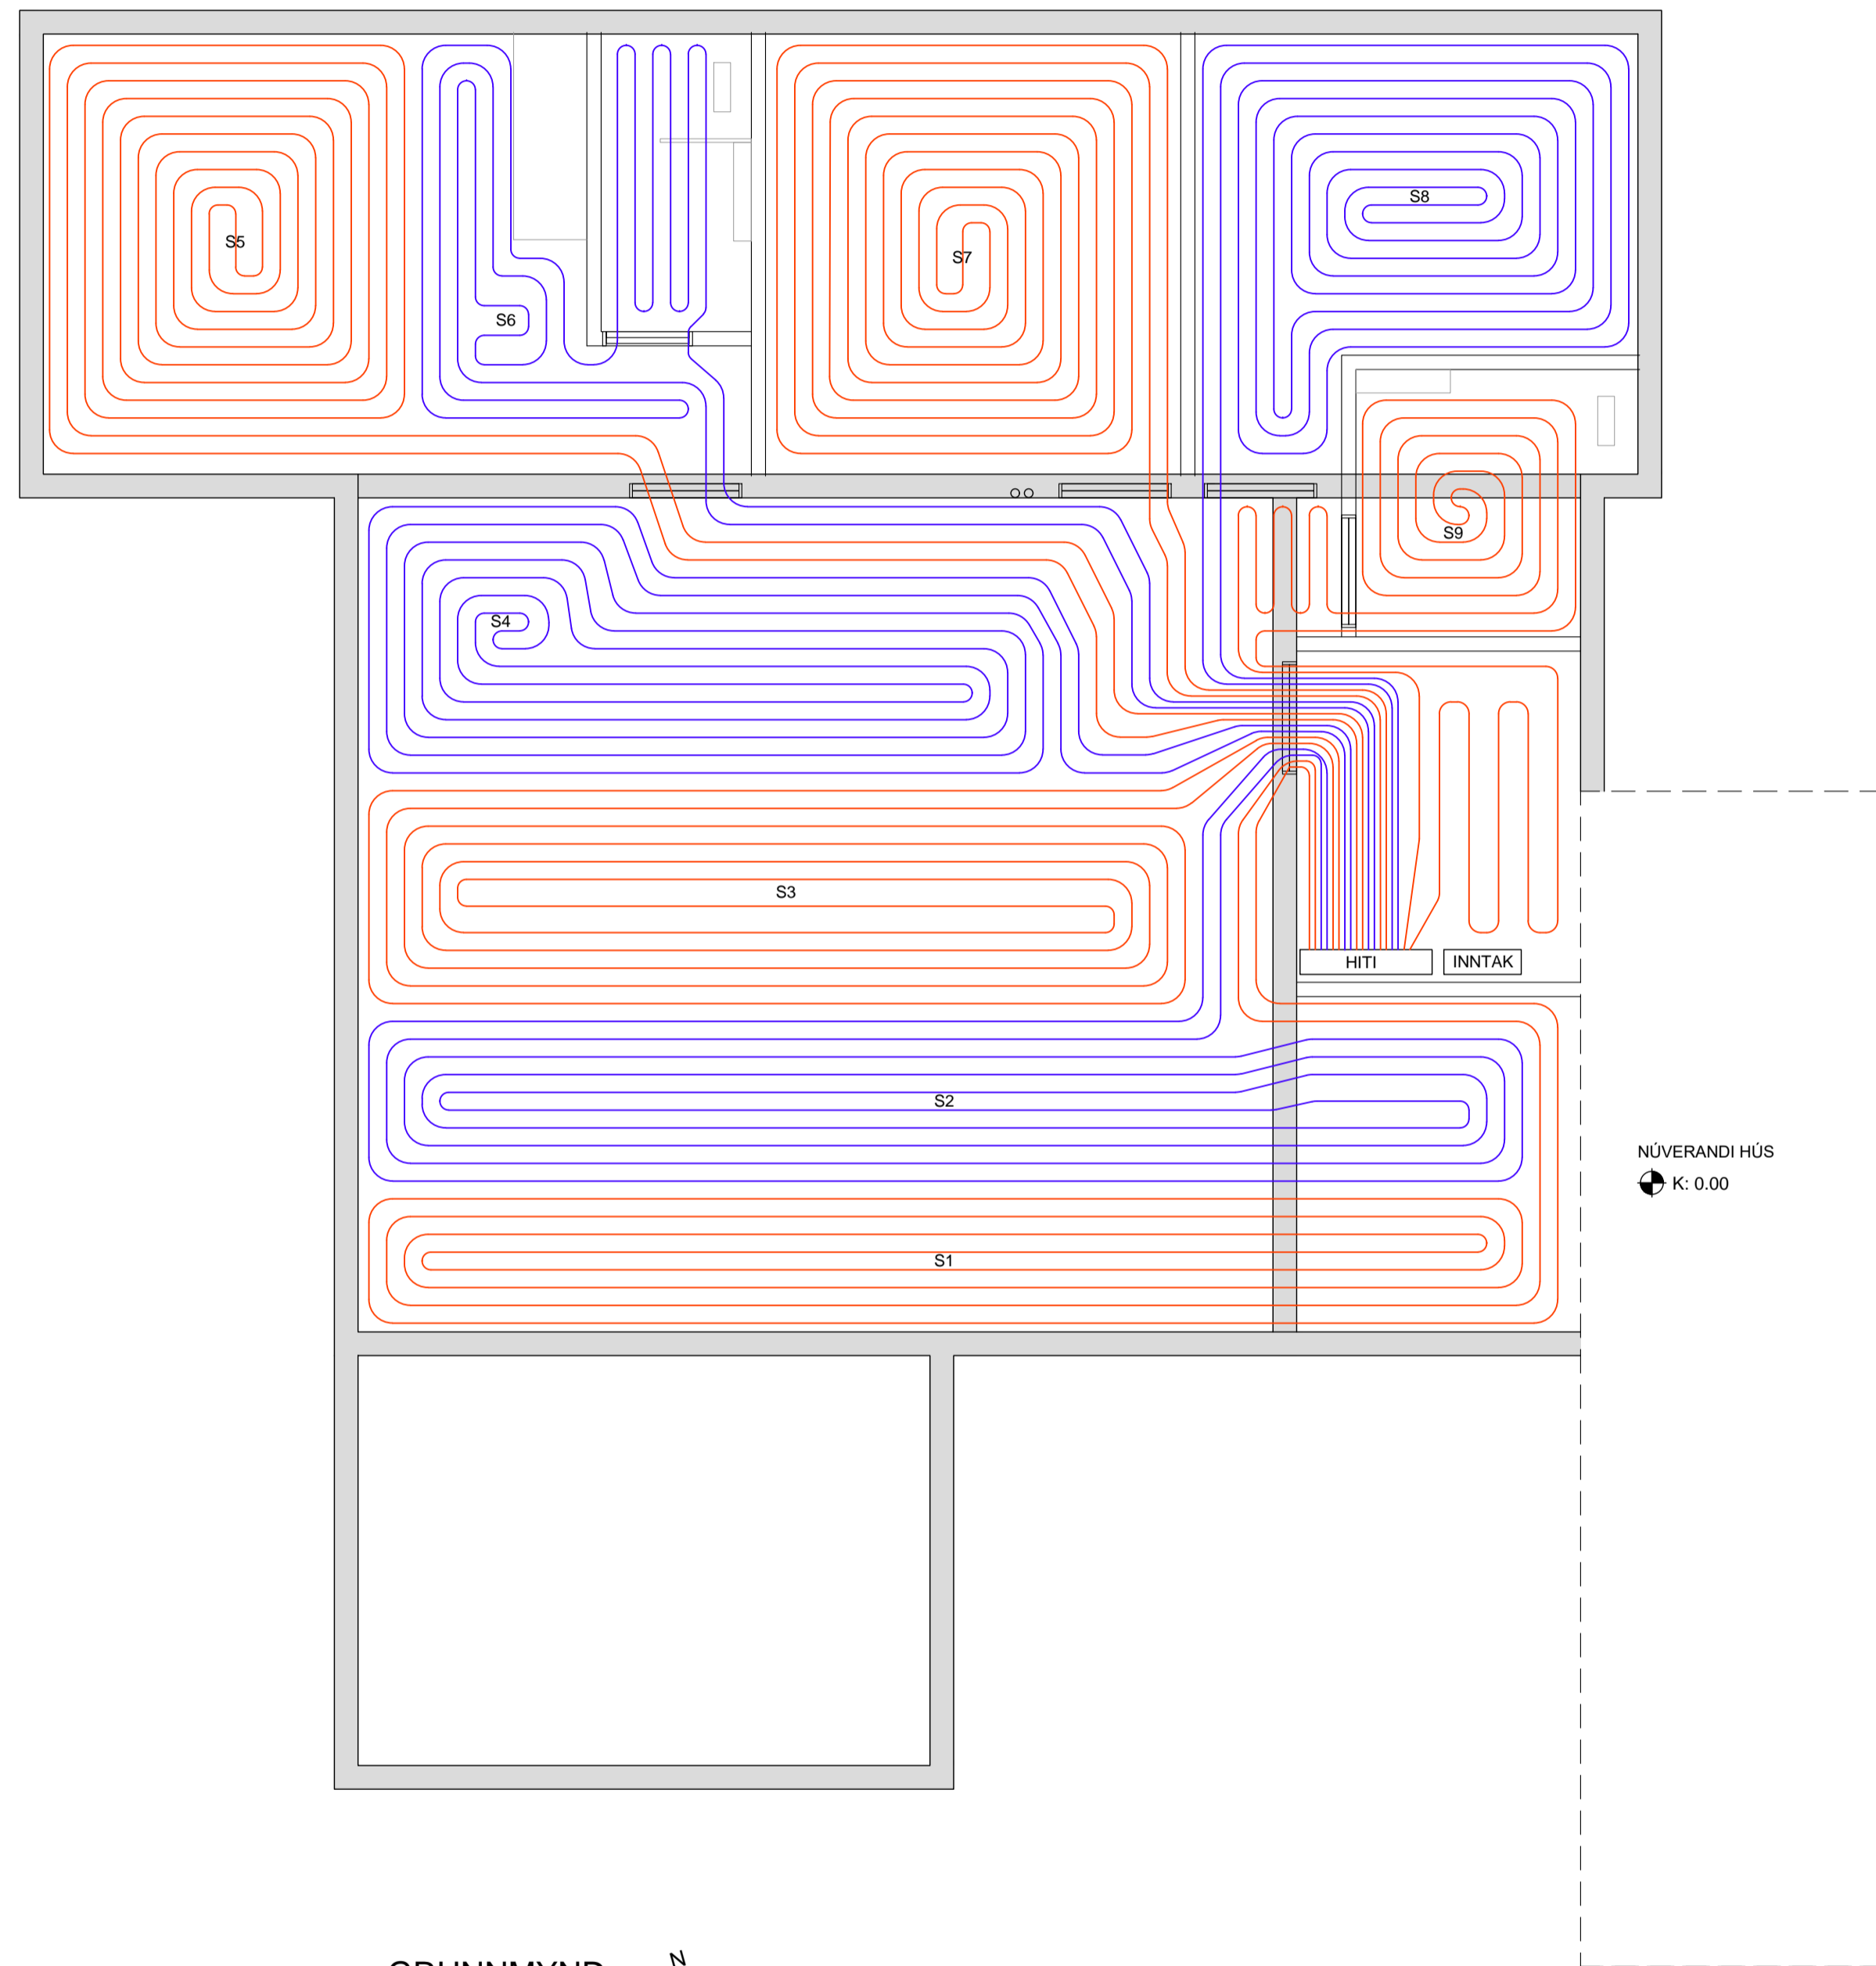 S5
S6
S7
S8
S9
S4
S3
HITI
INNTAK
S2
NÚVERANDI HÚS
K: 0.00
S1
N